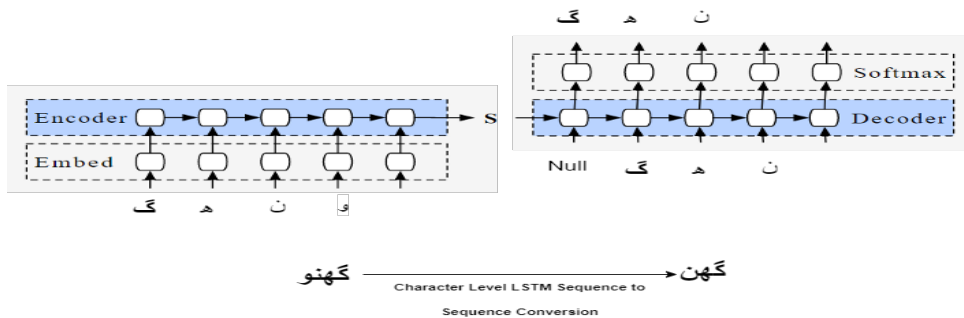 گ ھ ن
Softmax
Encoder S Decoder
Embed
Null گ ھ ن
گ ھ ن و
گھنو گھن
Character Level LSTM Sequence to
Sequence Conversion